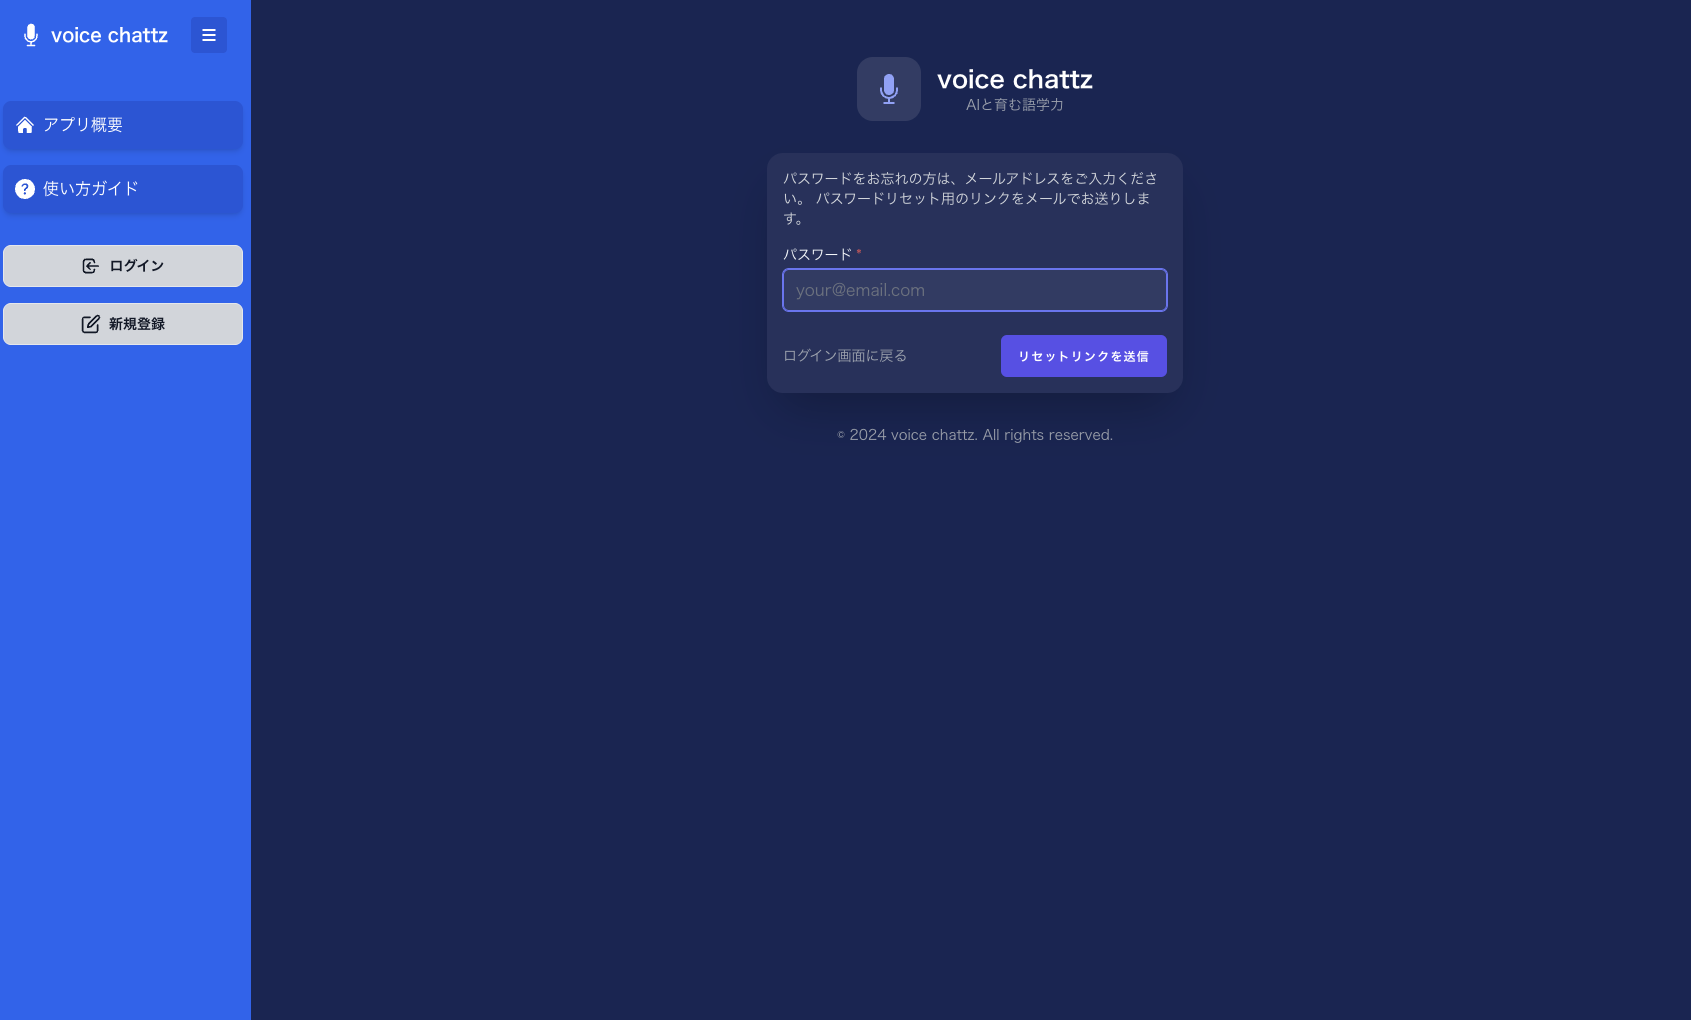 voice chattz
アプリ概要
使い方ガイド
ログイン
新規登録
voice chattz
AIと育む語学力
パスワードをお忘れの方は、メールアドレスをご入力くださ
い。 パスワードリセット用のリンクをメールでお送りしま
す。
パスワード *
your@email.com
ログイン画面に戻る
リセットリンクを送信
© 2024 voice chattz. All rights reserved.